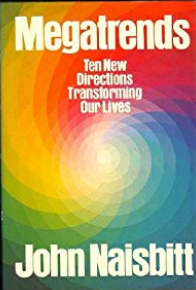 Megatrends
Ten New
Directions
Transforming
Our Lives
John Naisbitt